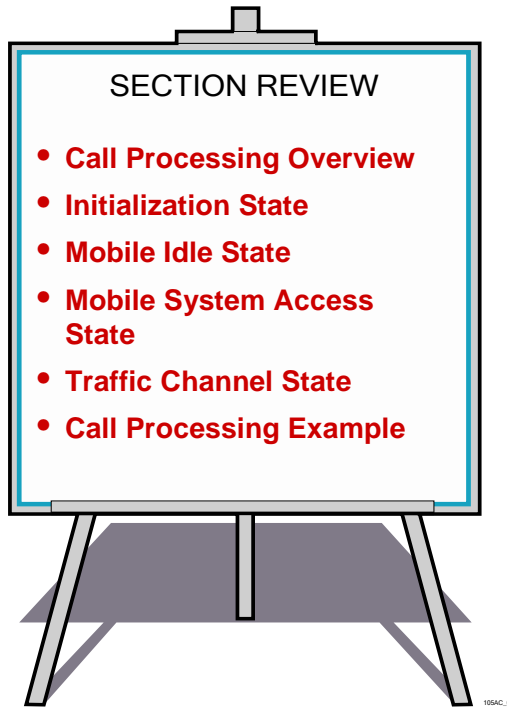 SECTION REVIEW
• Call Processing Overview
• Initialization State
• Mobile Idle State
• Mobile System Access
State
• Traffic Channel State
• Call Processing Example
105AC_